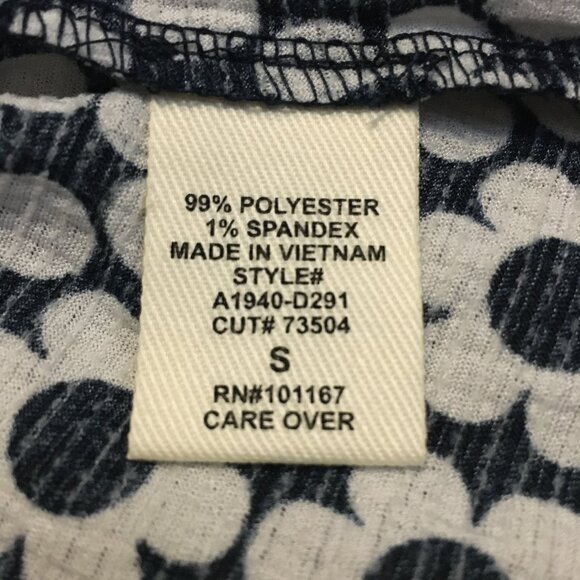 99% POLYESTER
1% SPANDEX
MADE IN VIETNAM
STYLE#
A1940-D291
CUT# 73504
S
RN#101167
CARE OVER